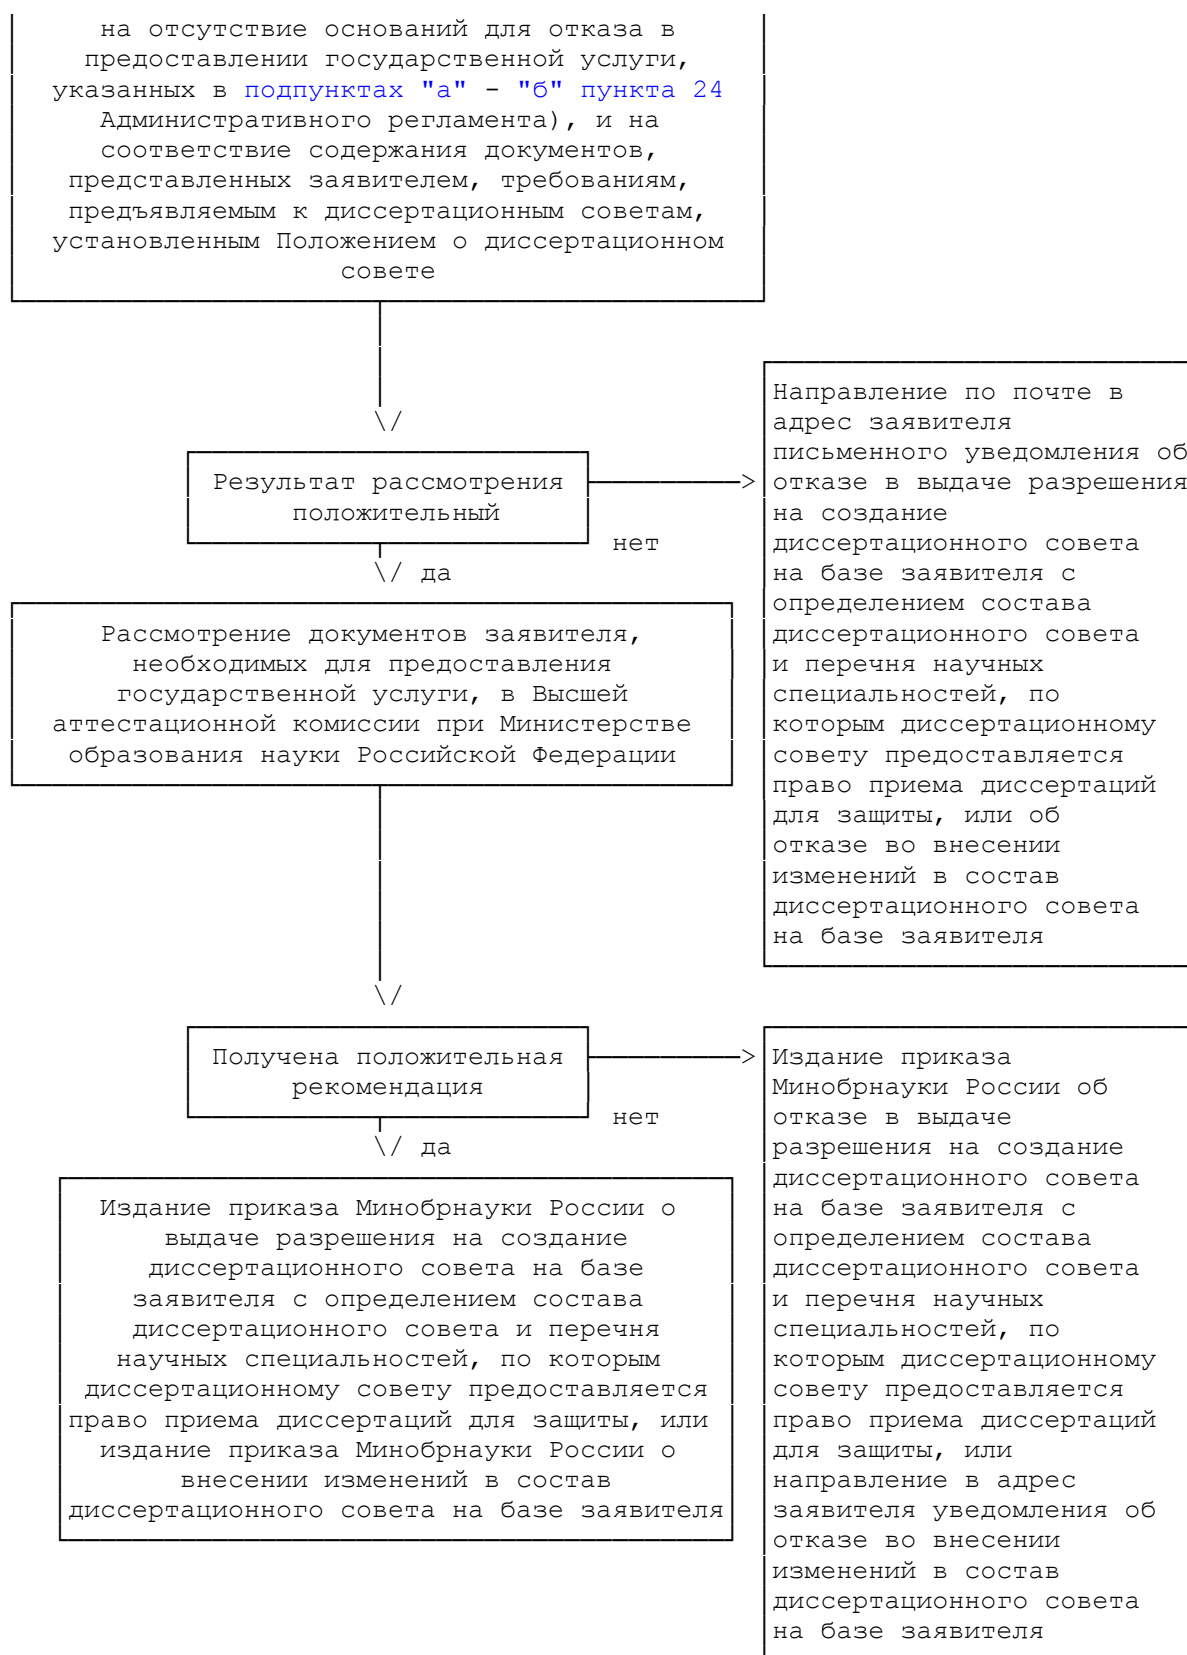 на отсутствие оснований для отказа в
предоставлении государственной услуги,
указанных в подпунктах "а" - "б" пункта 24
Административного регламента), и на
соответствие содержания документов,
представленных заявителем, требованиям,
предъявляемым к диссертационным советам,
установленным Положением о диссертационном
совете
\/
Результат рассмотрения
положительный
нет
\/ да
Направление по почте в
адрес заявителя
письменного уведомления об
отказе в выдаче разрешения
на создание
диссертационного совета
на базе заявителя с
определением состава
диссертационного совета
и перечня научных
специальностей, по
которым диссертационному
совету предоставляется
право приема диссертаций
для защиты, или об
отказе во внесении
изменений в состав
диссертационного совета
на базе заявителя
Рассмотрение документов заявителя,
необходимых для предоставления
государственной услуги, в Высшей
аттестационной комиссии при Министерстве
образования науки Российской Федерации
\/
Получена положительная
рекомендация
нет
\/ да
Издание приказа Минобрнауки России о
выдаче разрешения на создание
диссертационного совета на базе
заявителя с определением состава
диссертационного совета и перечня
научных специальностей, по которым
диссертационному совету предоставляется
право приема диссертаций для защиты, или
издание приказа Минобрнауки России о
внесении изменений в состав
диссертационного совета на базе заявителя
Издание приказа
Минобрнауки России об
отказе в выдаче
разрешения на создание
диссертационного совета
на базе заявителя с
определением состава
диссертационного совета
и перечня научных
специальностей, по
которым диссертационному
совету предоставляется
право приема диссертаций
для защиты, или
направление в адрес
заявителя уведомления об
отказе во внесении
изменений в состав
диссертационного совета
на базе заявителя